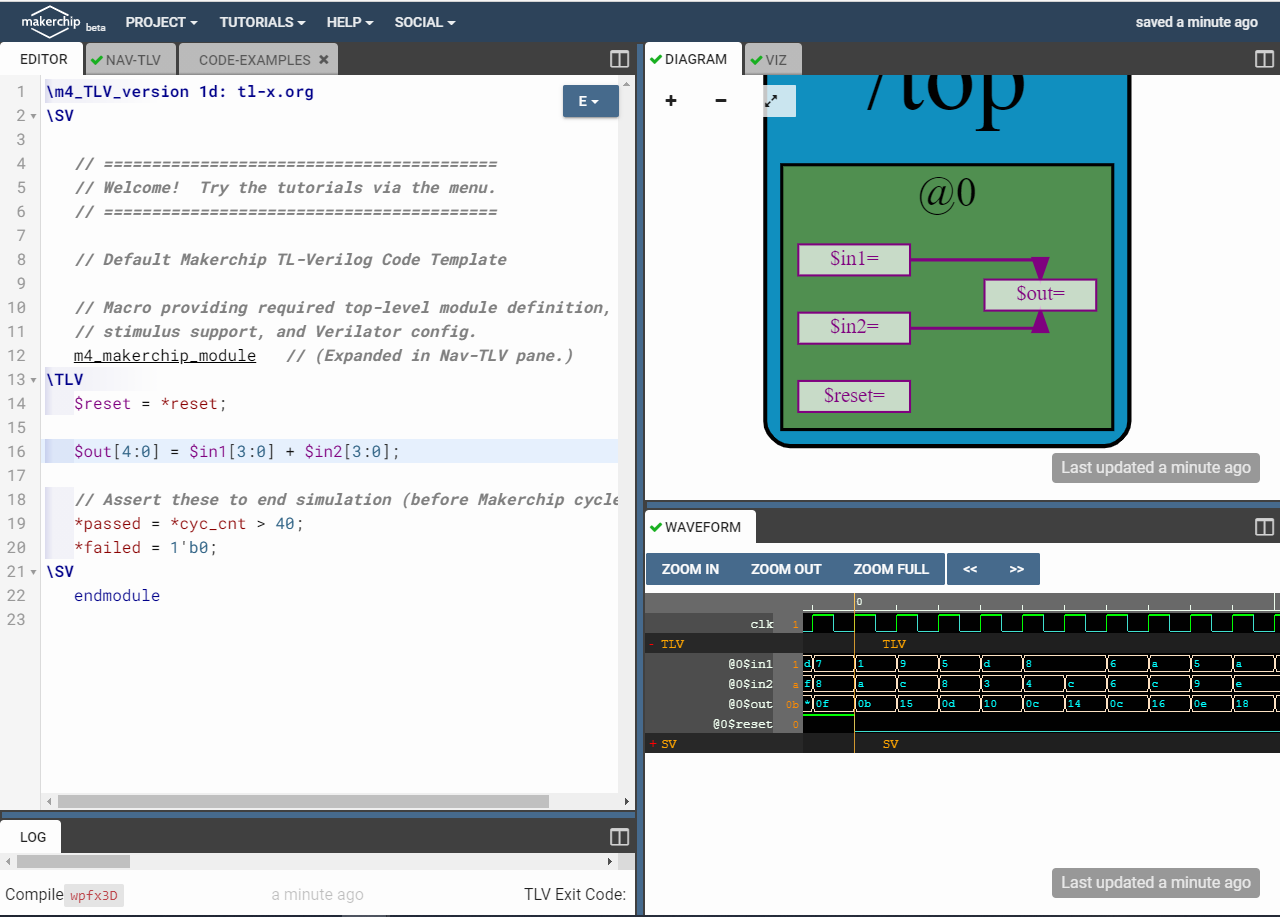 makerchip beta PROJECT TUTORIALS HELP SOCIAL saved a minute ago
EDITOR NAV-TLV CODE-EXAMPLES
1 \m4_TLV_version 1d: tl-x.org
E
2 \SV
3
4 // =========================================
5 // Welcome!  Try the tutorials via the menu.
6 // =========================================
7
8 // Default Makerchip TL-Verilog Code Template
9
10 // Macro providing required top-level module definition,
11 // stimulus support, and Verilator config.
12 m4_makerchip_module   // (Expanded in Nav-TLV pane.)
13 \TLV
14 $reset = *reset;
15
16 $out[4:0] = $in1[3:0] + $in2[3:0];
17
18 // Assert these to end simulation (before Makerchip cycle
19 *passed = *cyc_cnt > 40;
20 *failed = 1'b0;
21 \SV
22 endmodule
23
LOG
Compile wpfx3D a minute ago TLV Exit Code:
DIAGRAM VIZ
+ −
/top
@0
$in1=
$out=
$in2=
$reset=
Last updated a minute ago
WAVEFORM
ZOOM IN ZOOM OUT ZOOM FULL << >>
0
clk 1
- TLV TLV
@0$in1 1 d 7 1 9 5 d 8 6 a 5 a
@0$in2 a f 8 a c 8 3 4 c 6 c 9 e
@0$out 0b * 0f 0b 15 0d 10 0c 14 0c 16 0e 18
@0$reset 0
+ SV SV
Last updated a minute ago